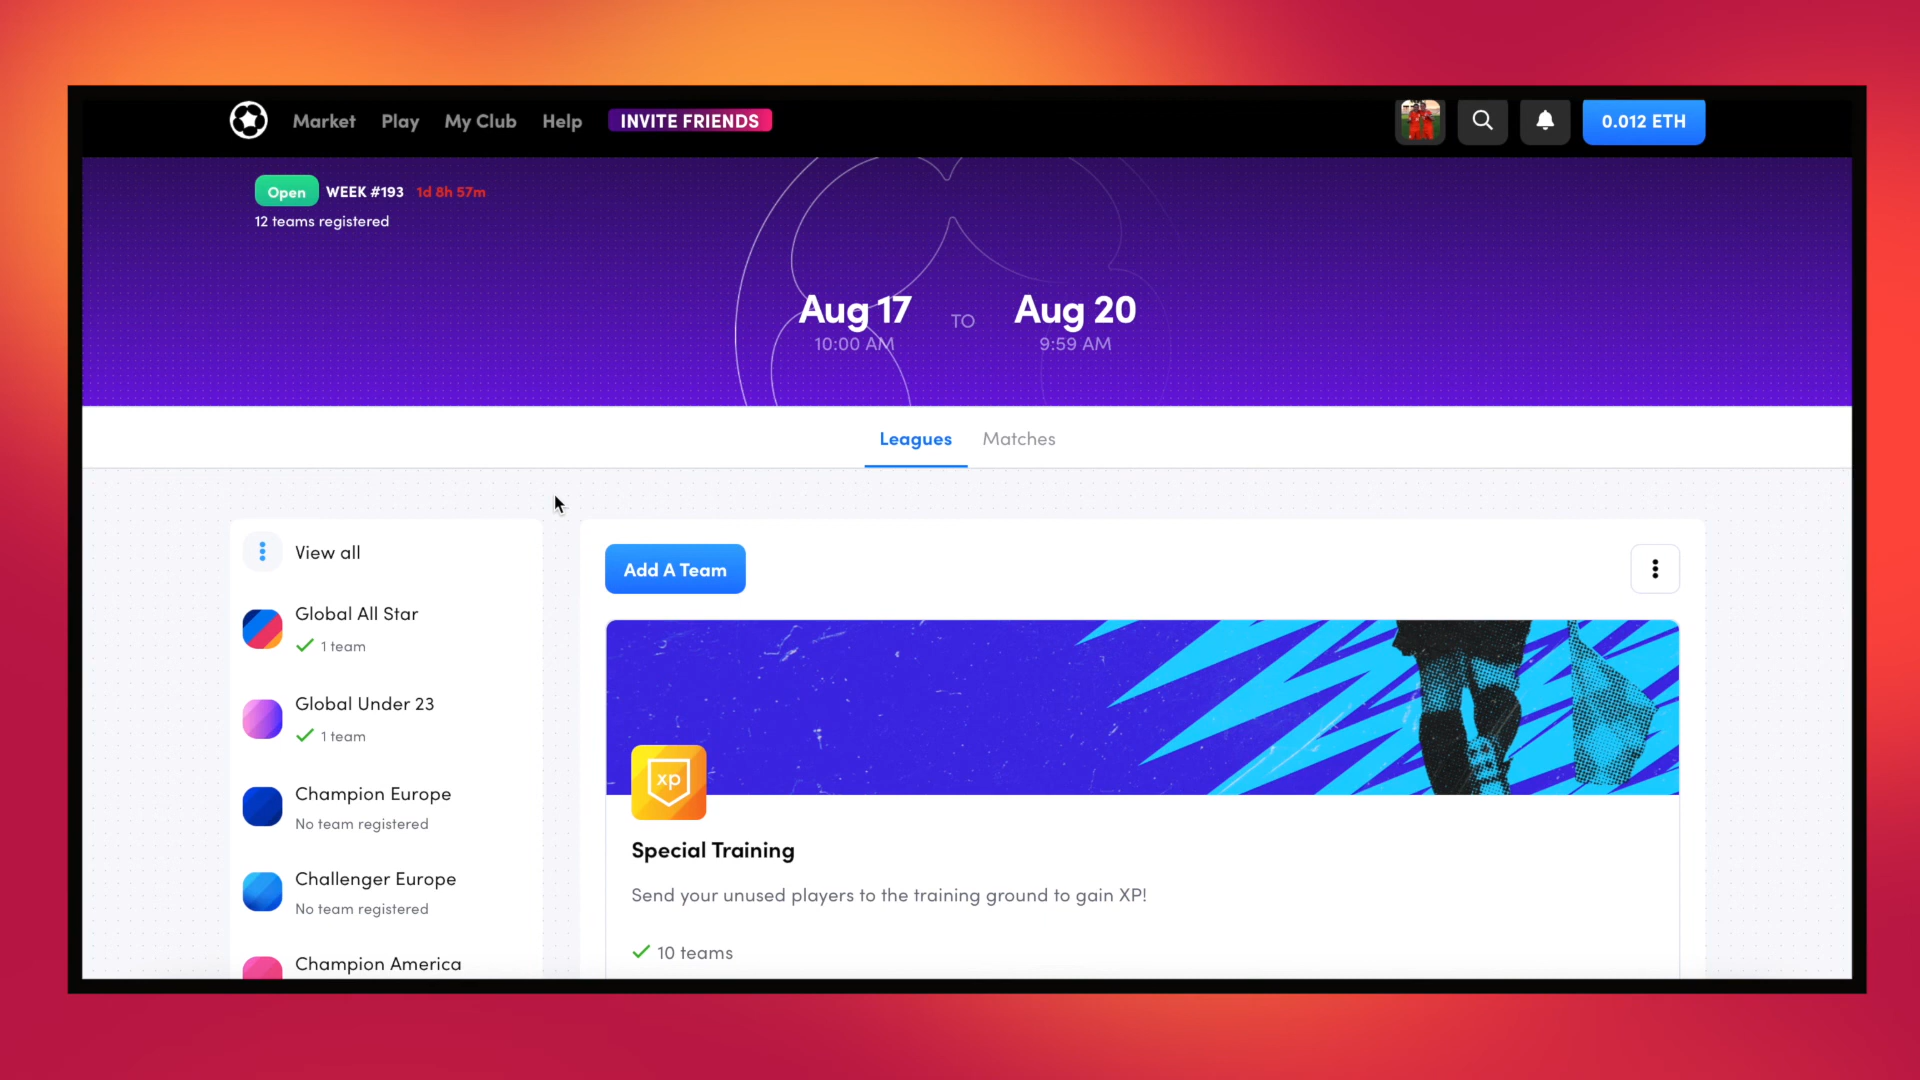 Market Play My Club Help INVITE FRIENDS 0.012 ETH
Open WEEK #193 1d 8h 57m
12 teams registered
Aug 17 TO Aug 20
10:00 AM 9:59 AM
Leagues Matches
View all
Global All Star
1 team
Global Under 23
1 team
Champion Europe
No team registered
Challenger Europe
No team registered
Champion America
Add A Team
xp
Special Training
Send your unused players to the training ground to gain XP!
10 teams